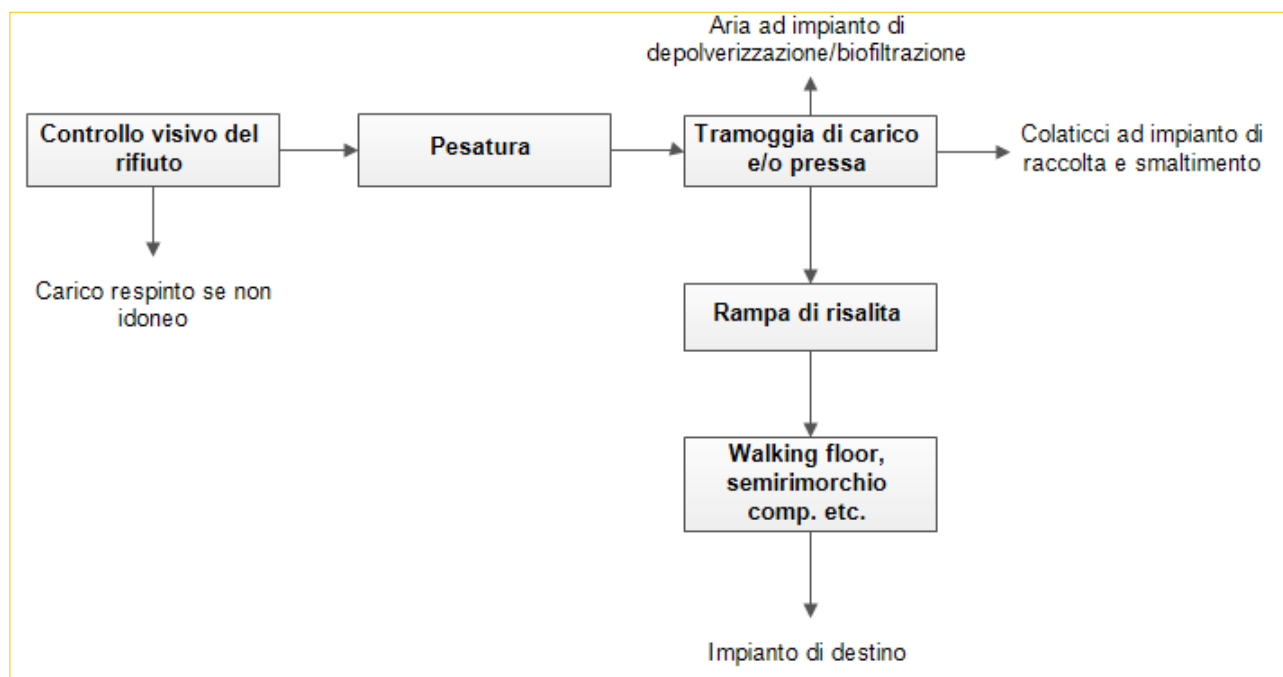 Aria ad impianto di
depolverizzazione/biofiltrazione
Controllo visivo del
rifiuto
Pesatura
Tramoggia di carico
e/o pressa
Colaticci ad impianto di
raccolta e smaltimento
Carico respinto se non
idoneo
Rampa di risalita
Walking floor,
semirimorchio
comp. etc.
Impianto di destino